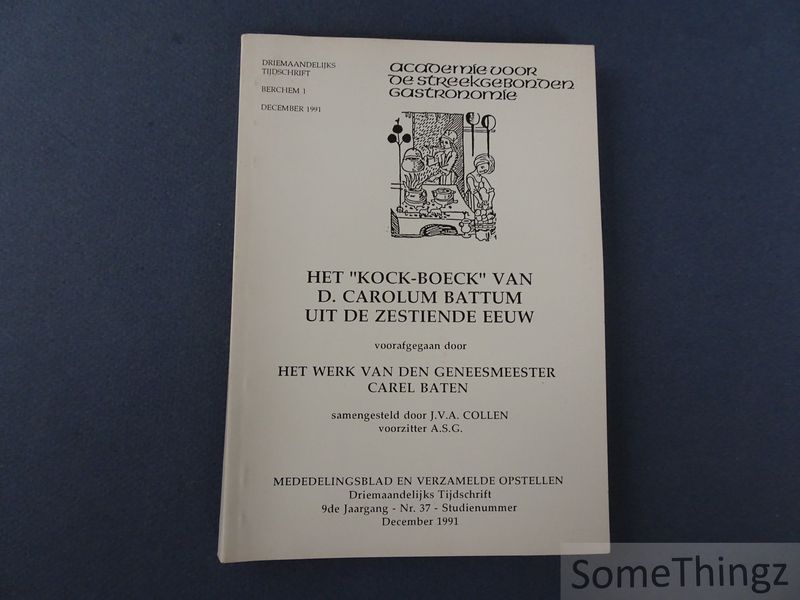 DRIEMAANDELIJKS
TIJDSCHRIFT
BERCHEM 1
DECEMBER 1991
academie voor
de streekgebonden
gastronomie
HET "KOCK-BOECK" VAN
D. CAROLUM BATTUM
UIT DE ZESTIENDE EEUW
voorafgegaan door
HET WERK VAN DEN GENEESMEESTER
CAREL BATEN
samengesteld door J.V.A. COLLEN
voorzitter A.S.G.
MEDEDELINGSBLAD EN VERZAMELDE OPSTELLEN
Driemaandelijks Tijdschrift
9de Jaargang - Nr. 37 - Studienummer
December 1991
SomeThingz